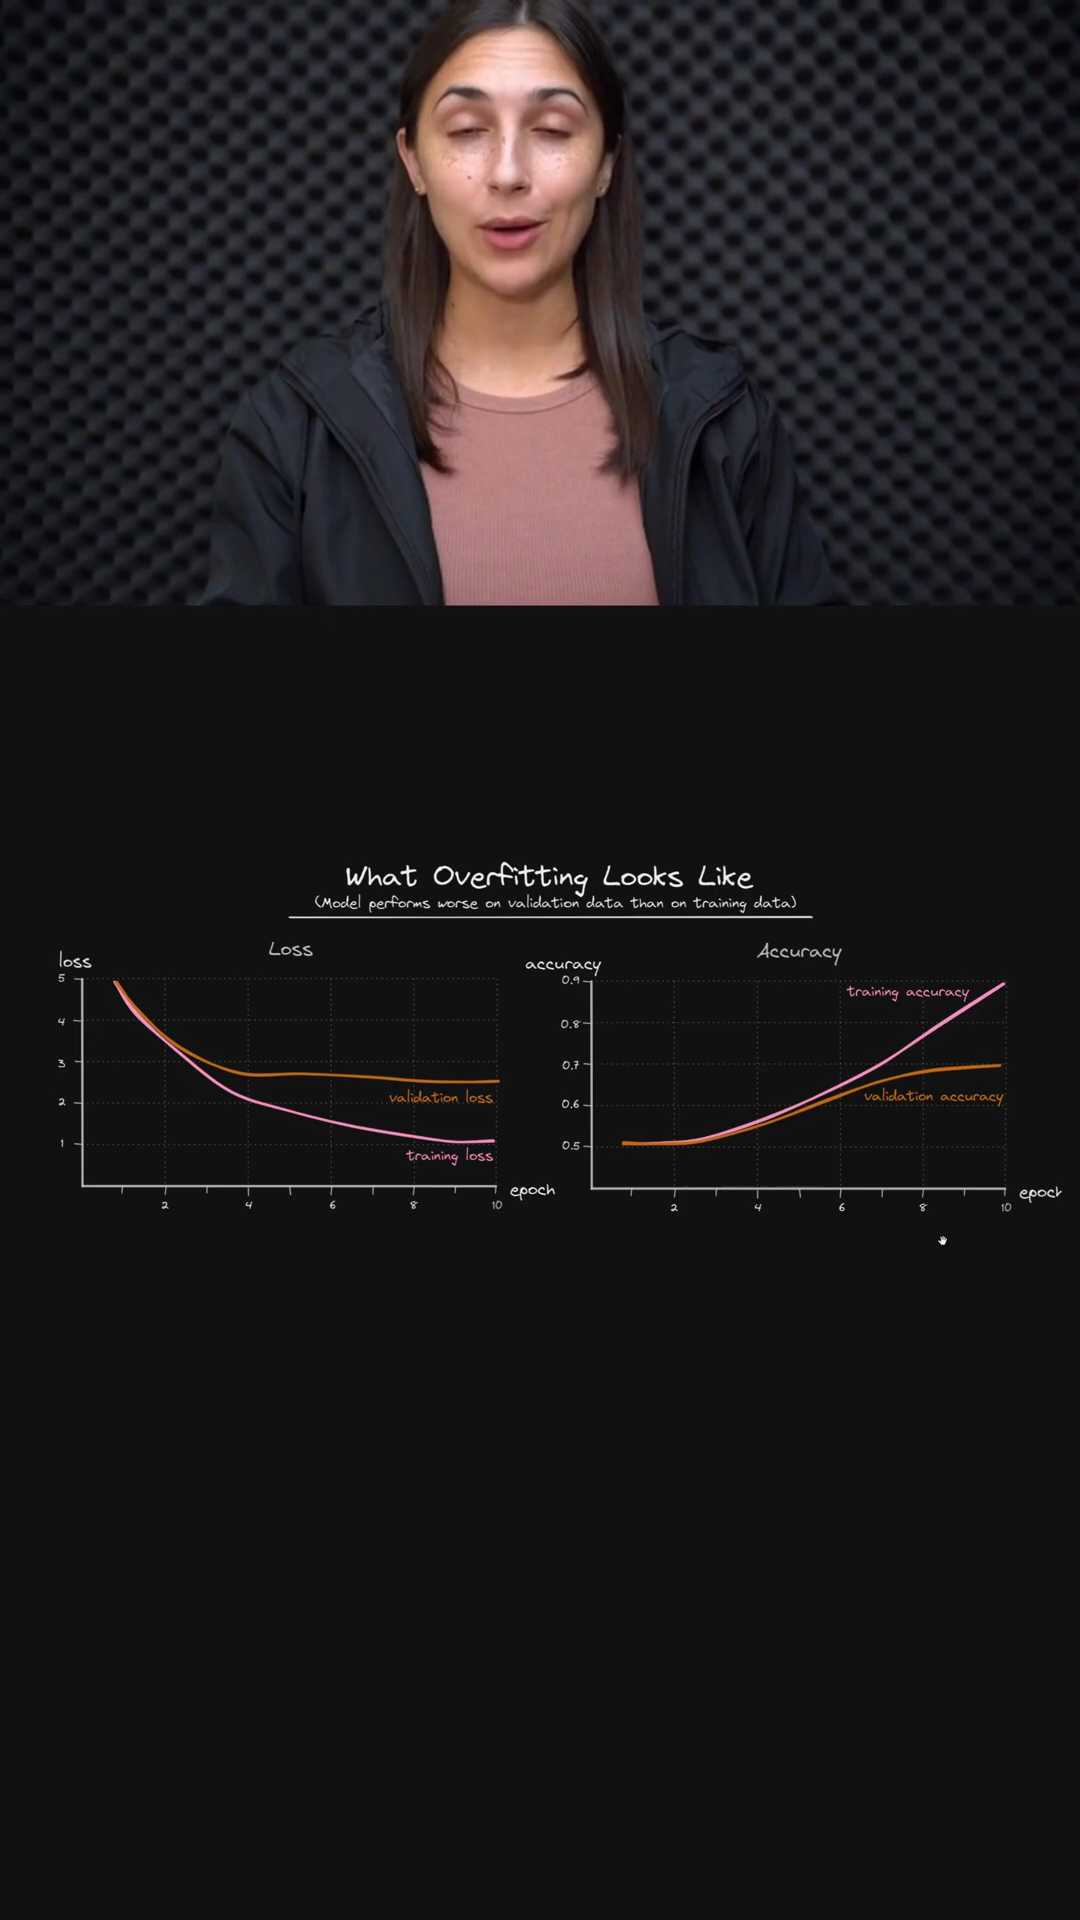 What Overfitting Looks Like
(Model performs worse on validation data than on training data)
Loss
loss
5
4
3
2
1
validation loss
training loss
2
4
6
8
10
epoch
Accuracy
accuracy
0.9
0.8
0.7
0.6
0.5
training accuracy
validation accuracy
2
4
6
8
10
epoch